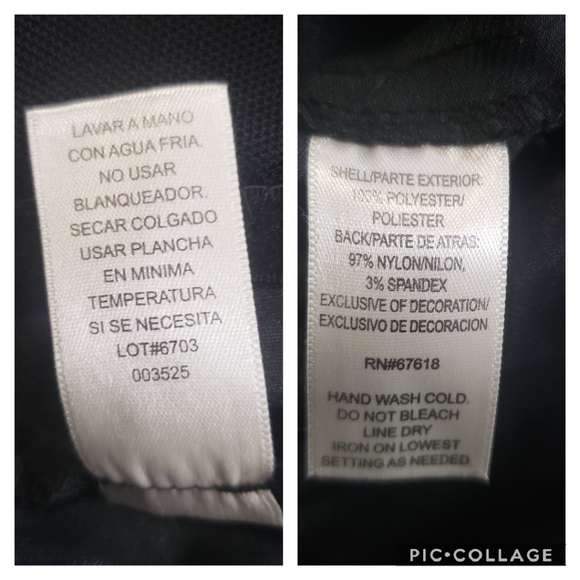 LAVAR A MANO
CON AGUA FRIA.
NO USAR
BLANQUEADOR.
SECAR COLGADO
USAR PLANCHA
EN MINIMA
TEMPERATURA
SI SE NECESITA
LOT#6703
003525
SHELL/PARTE EXTERIOR:
100% POLYESTER/
POLIESTER
BACK/PARTE DE ATRAS:
97% NYLON/NILON,
3% SPANDEX
EXCLUSIVE OF DECORATION/
EXCLUSIVO DE DECORACION
RN#67618
HAND WASH COLD.
DO NOT BLEACH
LINE DRY
IRON ON LOWEST
SETTING AS NEEDED
PIC•COLLAGE